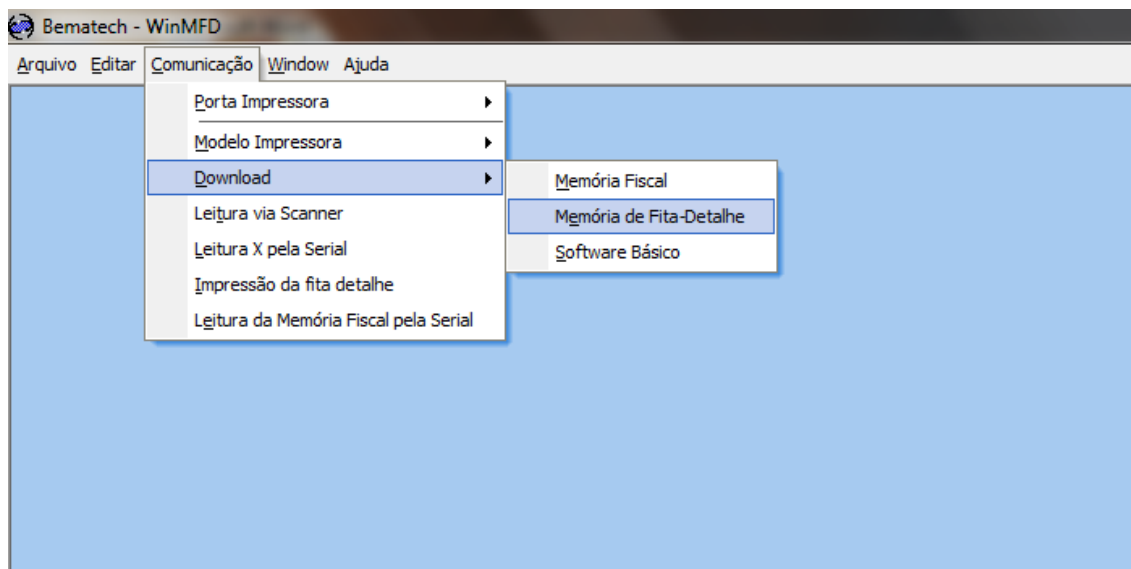 Bematech - WinMFD
Arquivo Editar Comunicação Window Ajuda
Porta Impressora
Modelo Impressora
Download
Leitura via Scanner
Leitura X pela Serial
Impressão da fita detalhe
Leitura da Memória Fiscal pela Serial
Memória Fiscal
Memória de Fita-Detalhe
Software Básico